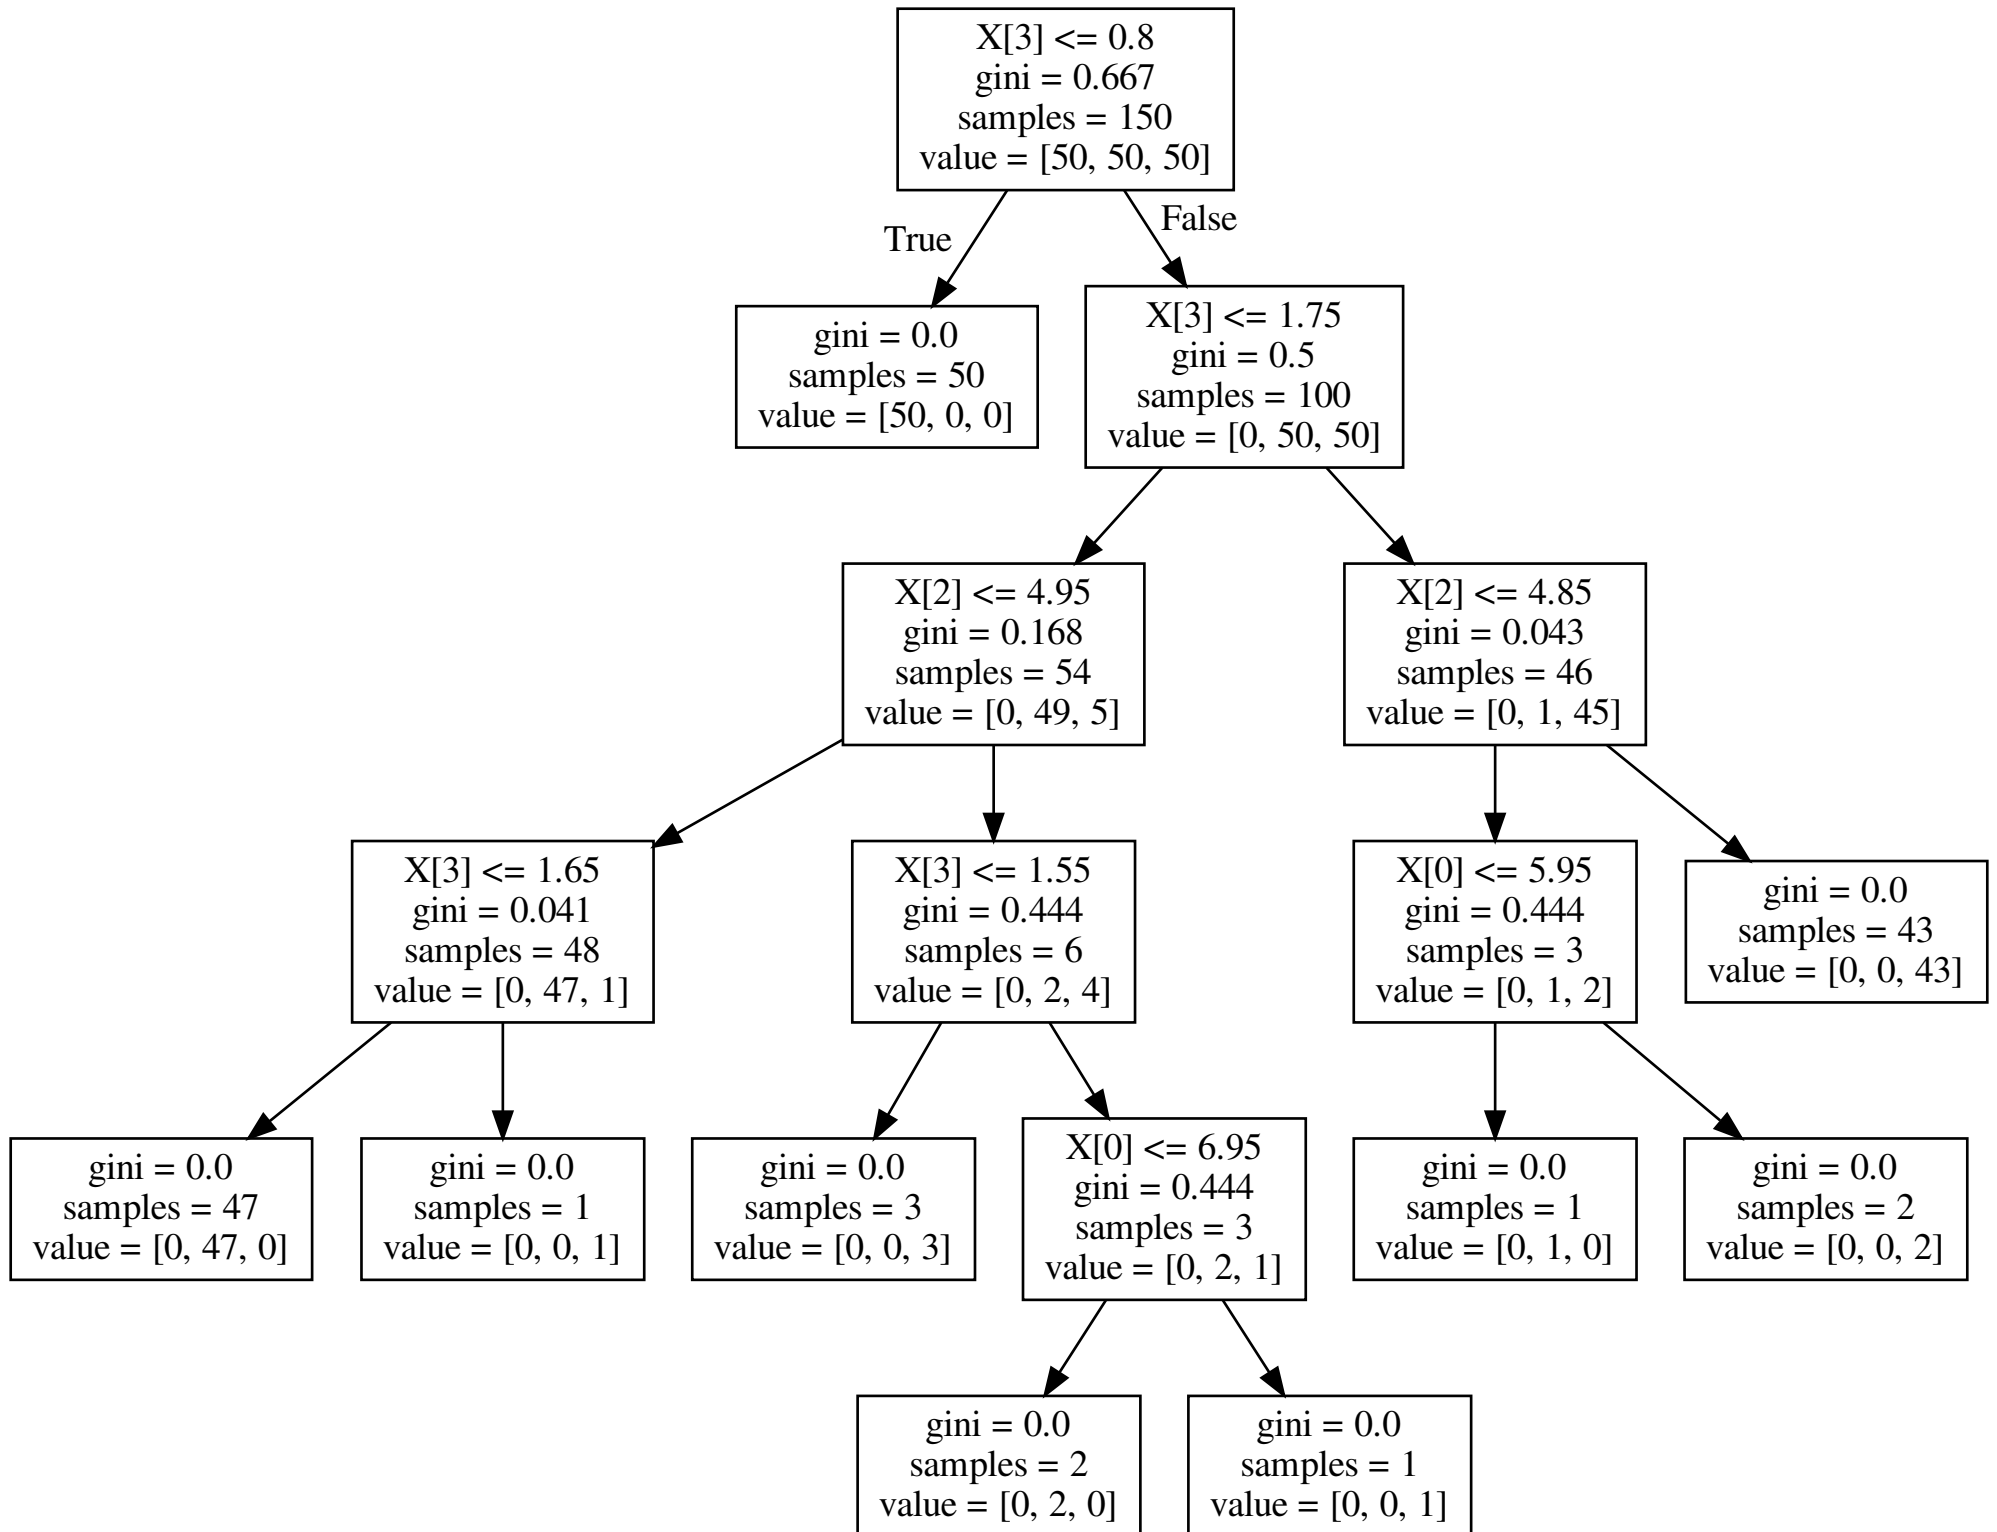 X[3] <= 0.8
gini = 0.667
samples = 150
value = [50, 50, 50]
True
False
gini = 0.0
samples = 50
value = [50, 0, 0]
X[3] <= 1.75
gini = 0.5
samples = 100
value = [0, 50, 50]
X[2] <= 4.95
gini = 0.168
samples = 54
value = [0, 49, 5]
X[2] <= 4.85
gini = 0.043
samples = 46
value = [0, 1, 45]
X[3] <= 1.65
gini = 0.041
samples = 48
value = [0, 47, 1]
X[3] <= 1.55
gini = 0.444
samples = 6
value = [0, 2, 4]
X[0] <= 5.95
gini = 0.444
samples = 3
value = [0, 1, 2]
gini = 0.0
samples = 43
value = [0, 0, 43]
gini = 0.0
samples = 47
value = [0, 47, 0]
gini = 0.0
samples = 1
value = [0, 0, 1]
gini = 0.0
samples = 3
value = [0, 0, 3]
X[0] <= 6.95
gini = 0.444
samples = 3
value = [0, 2, 1]
gini = 0.0
samples = 1
value = [0, 1, 0]
gini = 0.0
samples = 2
value = [0, 0, 2]
gini = 0.0
samples = 2
value = [0, 2, 0]
gini = 0.0
samples = 1
value = [0, 0, 1]